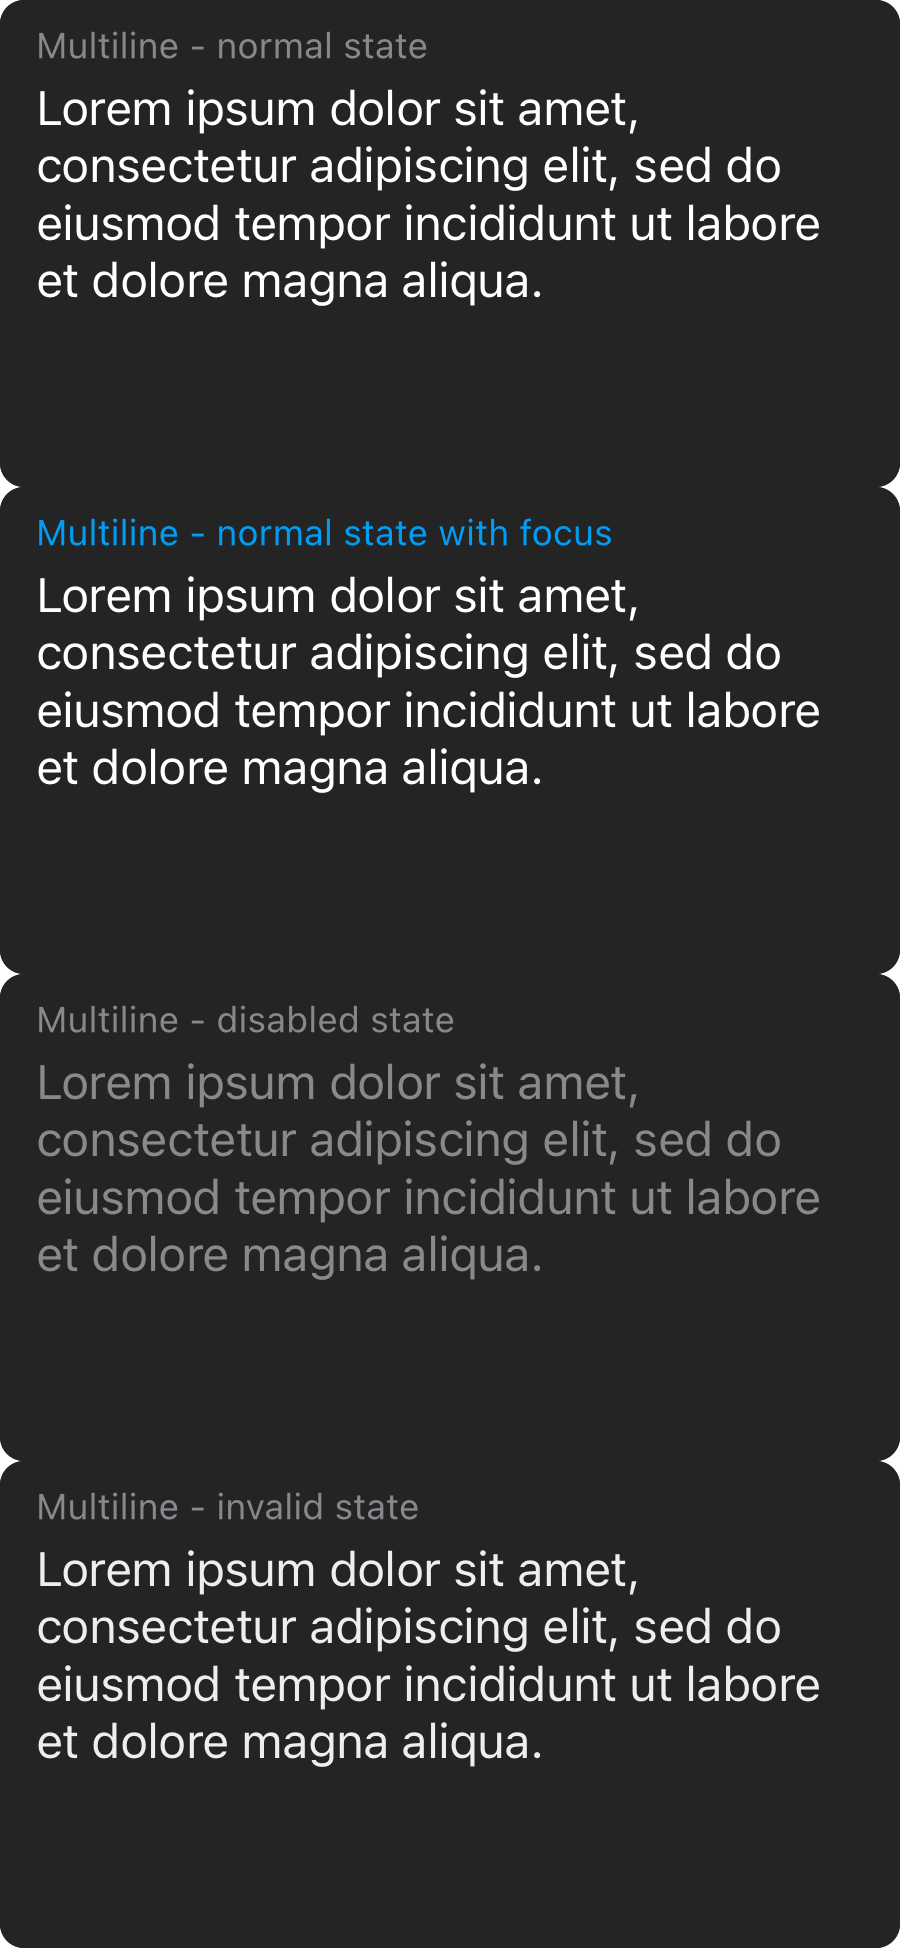 Multiline - normal state
Lorem ipsum dolor sit amet,
consectetur adipiscing elit, sed do
eiusmod tempor incididunt ut labore
et dolore magna aliqua.
Multiline - normal state with focus
Lorem ipsum dolor sit amet,
consectetur adipiscing elit, sed do
eiusmod tempor incididunt ut labore
et dolore magna aliqua.
Multiline - disabled state
Lorem ipsum dolor sit amet,
consectetur adipiscing elit, sed do
eiusmod tempor incididunt ut labore
et dolore magna aliqua.
Multiline - invalid state
Lorem ipsum dolor sit amet,
consectetur adipiscing elit, sed do
eiusmod tempor incididunt ut labore
et dolore magna aliqua.